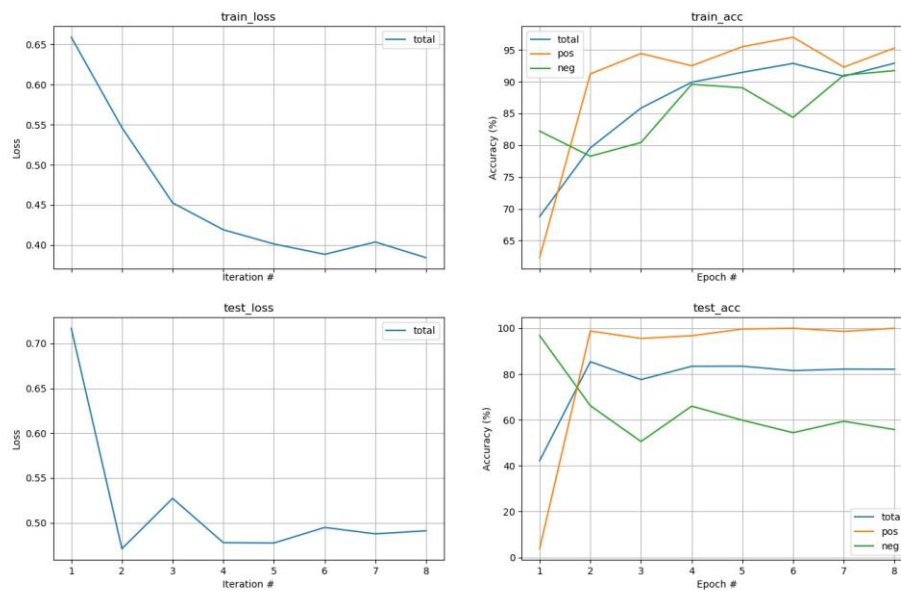 train_loss
0.65
0.60
0.55
0.50
0.45
0.40
Loss
Iteration #
total
train_acc
95
90
85
80
75
70
65
Accuracy (%)
Epoch #
total
pos
neg
test_loss
0.70
0.65
0.60
0.55
0.50
Loss
1 2 3 4 5 6 7 8
Iteration #
total
test_acc
100
80
60
40
20
0
Accuracy (%)
1 2 3 4 5 6 7 8
Epoch #
total
pos
neg